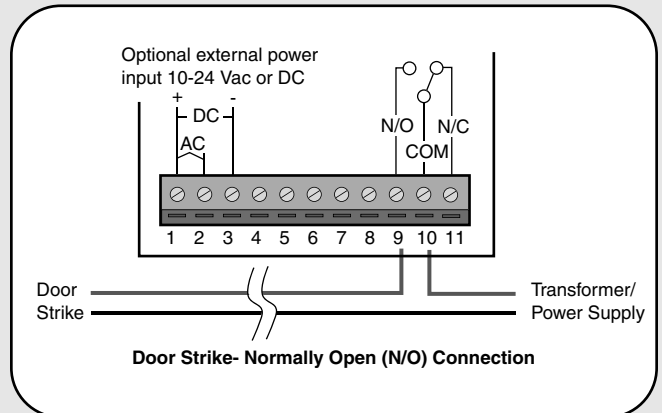 Optional external power
input 10-24 Vac or DC
+ -
DC
AC
N/O N/C
COM
1 2 3 4 5 6 7 8 9 10 11
Door
Strike
Transformer/
Power Supply
Door Strike- Normally Open (N/O) Connection